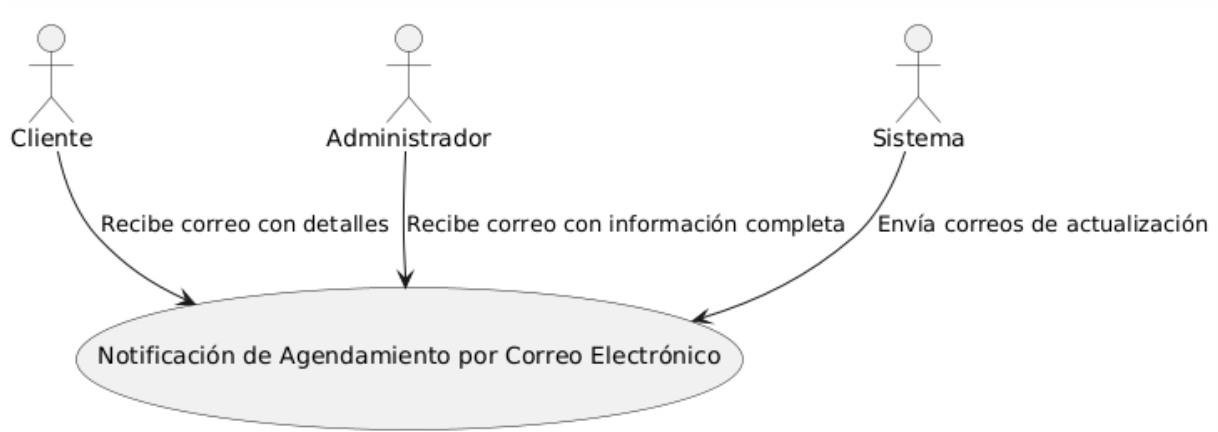 Cliente
Administrador
Sistema
Recibe correo con detalles
Recibe correo con información completa
Envía correos de actualización
Notificación de Agendamiento por Correo Electrónico